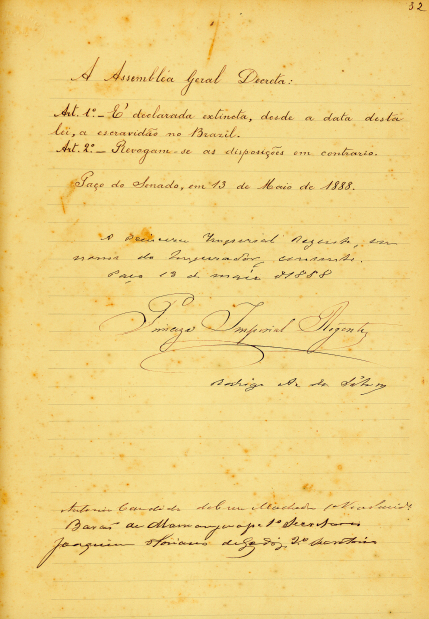 32
A Assembléa Geral Decreta:
Art. 1º — E' declarada extincta, desde a data desta
lei, a escravidão no Brazil.
Art. 2º — Revogam-se as disposições em contrario.
Paço do Senado, em 13 de Maio de 1888.
A Princeza Imperial Regente, em
nome do Imperador, consente.
Paço 13 de maio d 1888
Princeza Imperial Regente
Rodrigo A. da Silva
Antonio Candido da Cruz Machado 1º Vice
Barão de Mamanguape 1º Secretario
Joaquim Floriano de Godoy, 2º Secretario